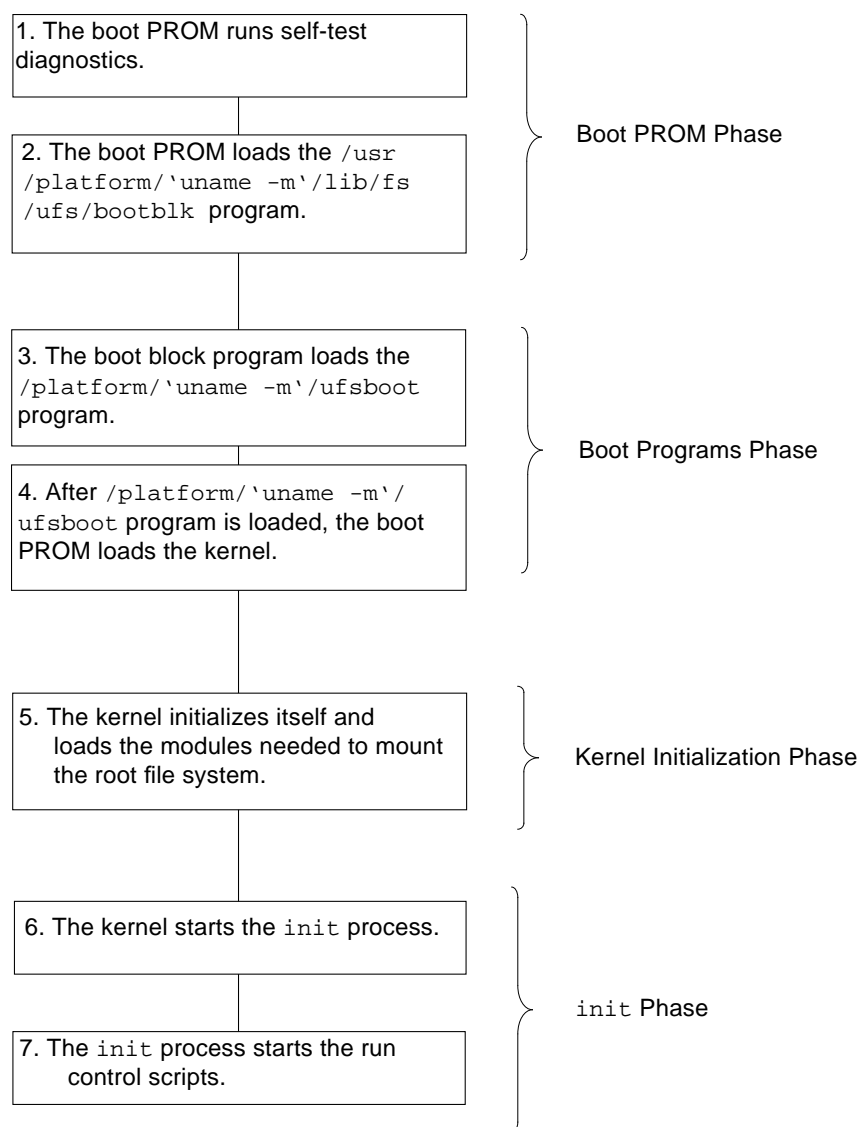 1. The boot PROM runs self-test
diagnostics.
2. The boot PROM loads the /usr
/platform/‘uname -m‘/lib/fs
/ufs/bootblk program.
Boot PROM Phase
3. The boot block program loads the
/platform/‘uname -m‘/ufsboot
program.
4. After /platform/‘uname -m‘/
ufsboot program is loaded, the boot
PROM loads the kernel.
Boot Programs Phase
5. The kernel initializes itself and
loads the modules needed to mount
the root file system.
Kernel Initialization Phase
6. The kernel starts the init process.
7. The init process starts the run
control scripts.
init Phase